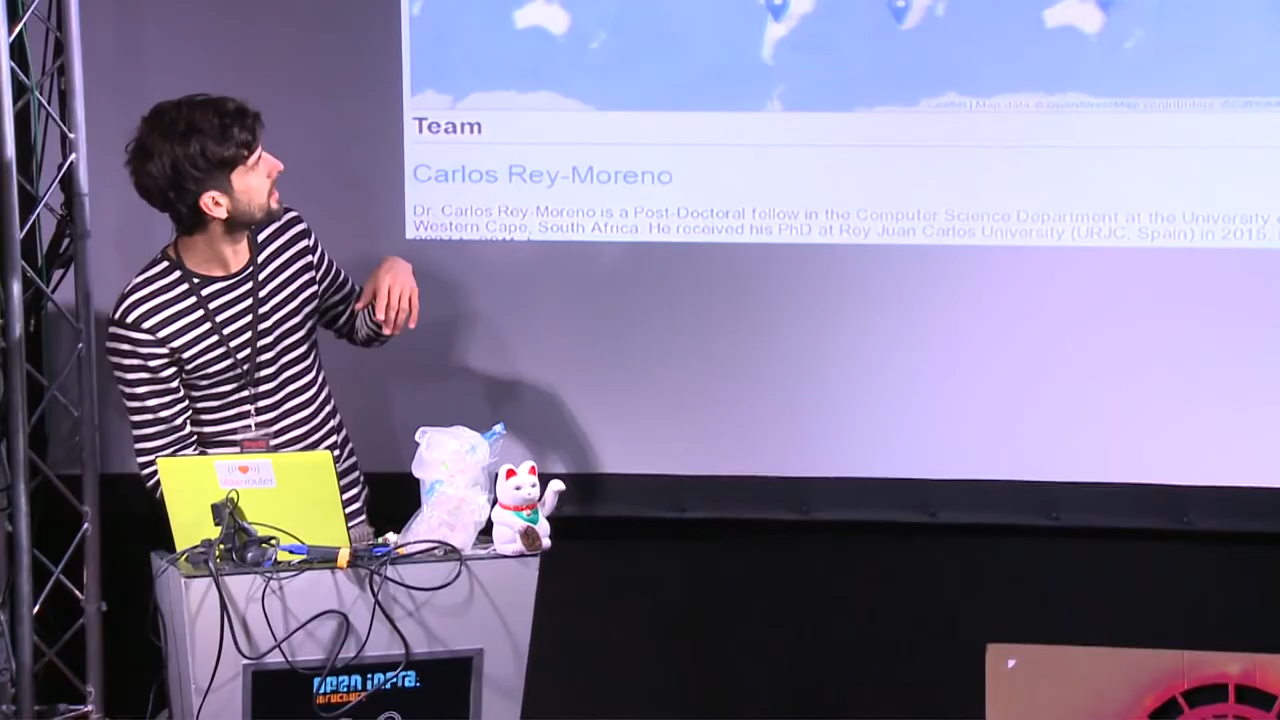 Leaflet | Map data © OpenStreetMap contributors,
Team
Carlos Rey-Moreno
Dr. Carlos Rey-Moreno is a Post-Doctoral fellow in the Computer Science Department at the University
Western Cape, South Africa. He received his PhD at Rey Juan Carlos University (URJC, Spain) in 2015.
librerouter
open infra:
structure